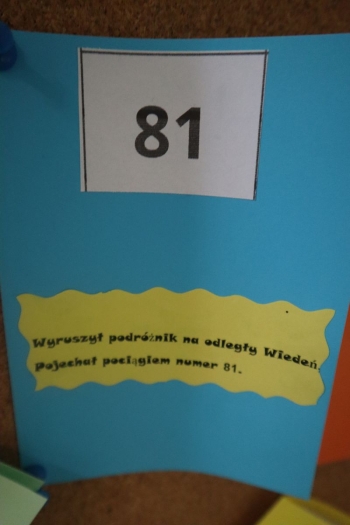 81
Wyruszył podróżnik na odległy Wiedeń.
Pojechał pociągiem numer 81.